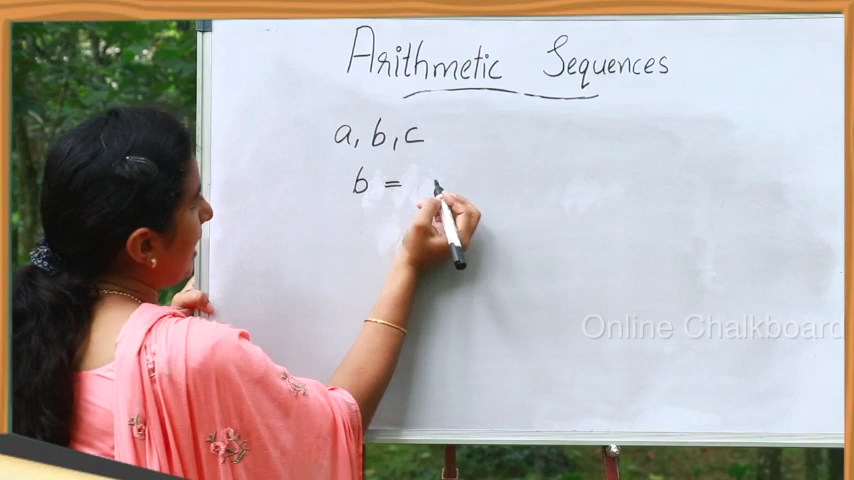 Arithmetic Sequences
a, b, c
b =
Online Chalkboard